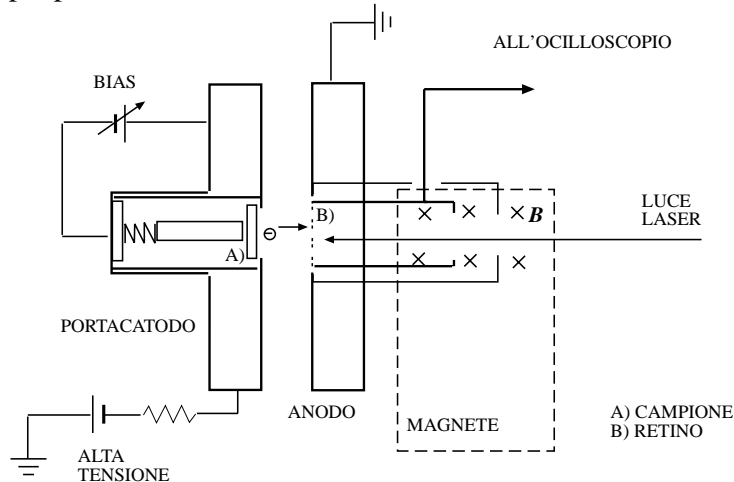 ALL'OCILLOSCOPIO
BIAS
B)
B
LUCE
LASER
A)
PORTACATODO
ANODO
MAGNETE
A) CAMPIONE
B) RETINO
ALTA
TENSIONE